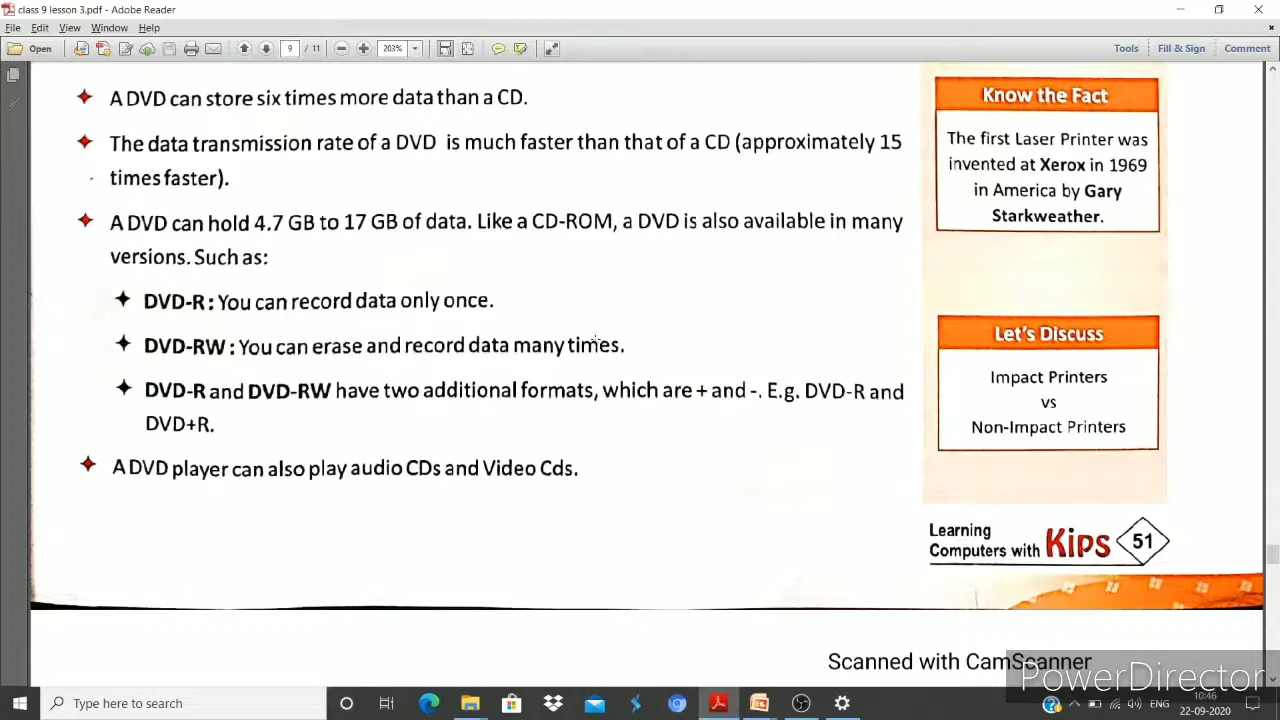 class 9 lesson 3.pdf - Adobe Reader
File Edit View Window Help
Open 9 / 11 203% Tools Fill & Sign Comment
A DVD can store six times more data than a CD.
The data transmission rate of a DVD is much faster than that of a CD (approximately 15
times faster).
A DVD can hold 4.7 GB to 17 GB of data. Like a CD-ROM, a DVD is also available in many
versions. Such as:
DVD-R : You can record data only once.
DVD-RW : You can erase and record data many times.
DVD-R and DVD-RW have two additional formats, which are + and -. E.g. DVD-R and
DVD+R.
A DVD player can also play audio CDs and Video Cds.
Know the Fact
The first Laser Printer was
invented at Xerox in 1969
in America by Gary
Starkweather.
Let's Discuss
Impact Printers
vs
Non-Impact Printers
Learning
Computers with Kips 51
Scanned with CamScanner
PowerDirector
Type here to search
ENG
10:46
22-09-2020